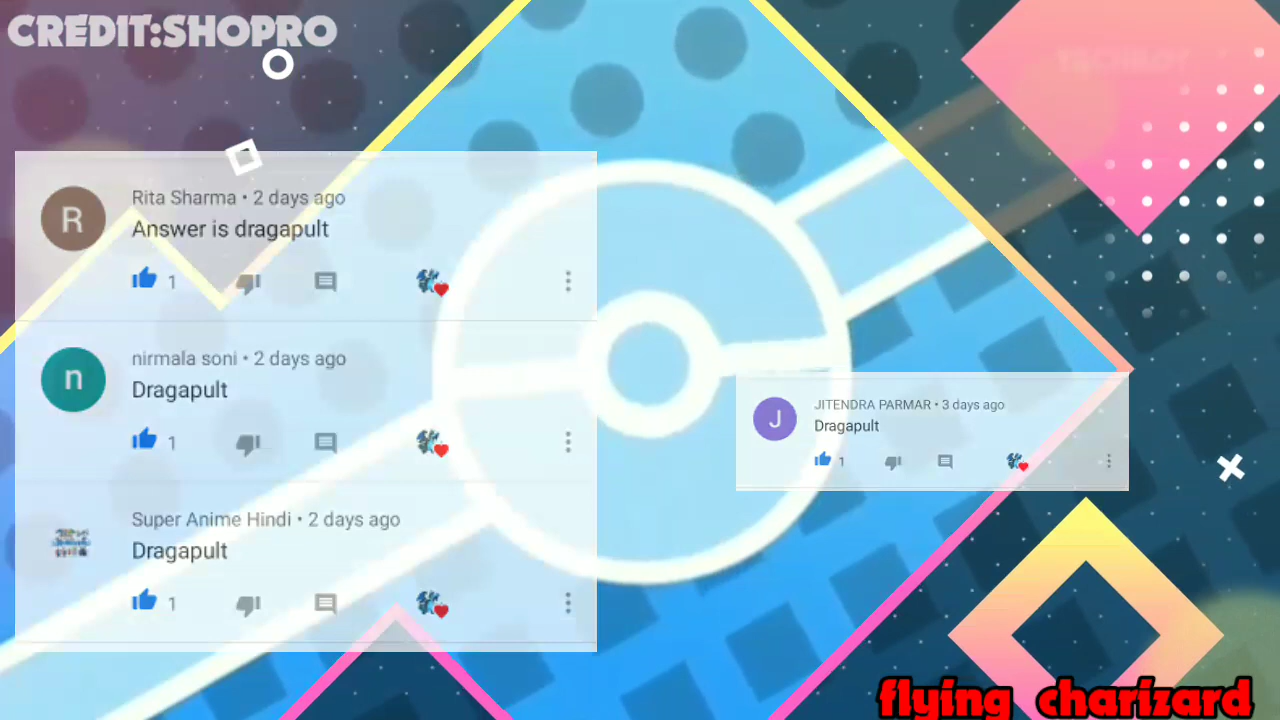 CREDIT:SHOPRO
TECHBOY
R
Rita Sharma • 2 days ago
Answer is dragapult
1
n
nirmala soni • 2 days ago
Dragapult
1
Super Anime Hindi • 2 days ago
Dragapult
1
J
JITENDRA PARMAR • 3 days ago
Dragapult
1
flying charizard